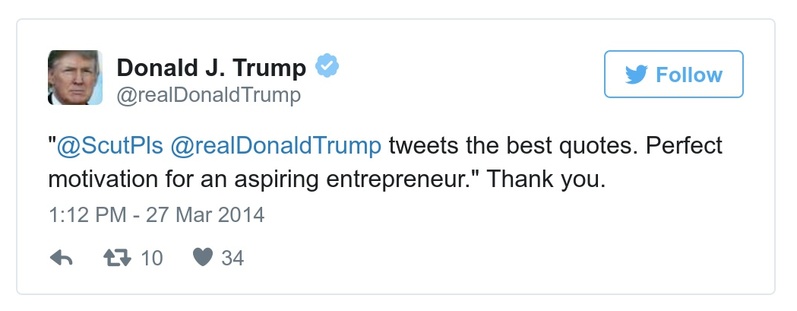 Donald J. Trump
@realDonaldTrump
Follow
"@ScutPls @realDonaldTrump tweets the best quotes. Perfect
motivation for an aspiring entrepreneur." Thank you.
1:12 PM - 27 Mar 2014
10 34